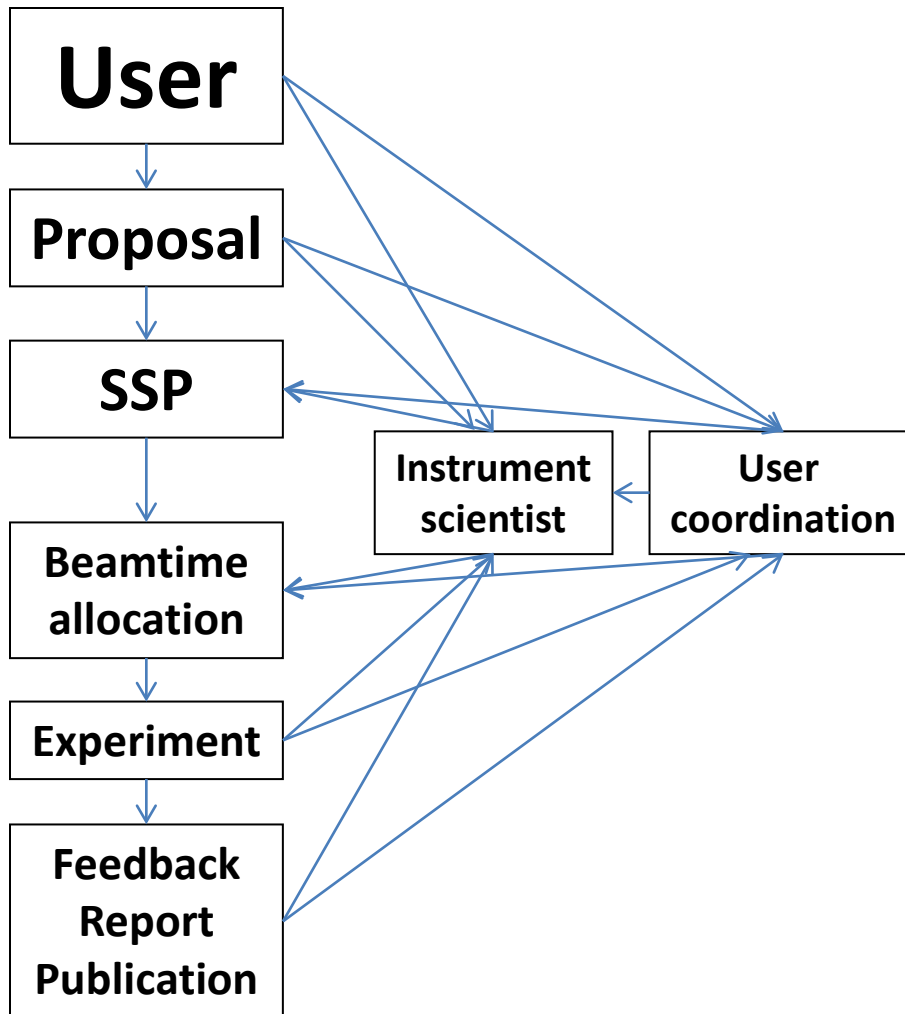 User
Proposal
SSP
Instrument
scientist
User
coordination
Beamtime
allocation
Experiment
Feedback
Report
Publication